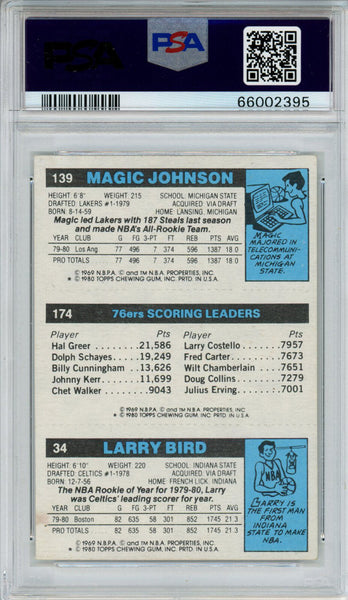 PSA
PSA
66002395
139 MAGIC JOHNSON
HEIGHT: 6'8" WEIGHT: 215 SCHOOL: MICHIGAN STATE
DRAFTED: LAKERS #1-1979 ACQUIRED: VIA DRAFT
BORN: 8-14-59 HOME: LANSING, MICHIGAN
Magic led Lakers with 187 Steals last season
and made NBA's All-Rookie Team.
YEAR CLUB G FG 3-PT FT REB PTS AVG
79-80 Los Ang. 77 496 7 374 596 1387 18.0
PRO TOTALS 77 496 7 374 596 1387 18.0
© 1969 N.B.P.A. © N.B.A. PROPERTIES, INC.
* © 1980 TOPPS CHEWING GUM, INC. PRTD. IN U.S.A.
MAGIC
MAJORED IN
TELECOMMUNI-
CATIONS AT
MICHIGAN
STATE.
174 76ers SCORING LEADERS
Player Pts Player Pts
Hal Greer 21,586 Larry Costello 7957
Dolph Schayes 19,249 Fred Carter 7673
Billy Cunningham 13,626 Wilt Chamberlain 7651
Johnny Kerr 11,699 Doug Collins 7279
Chet Walker 9043 Julius Erving 7001
© 1969 N.B.P.A. © N.B.A. PROPERTIES, INC.
* © 1980 TOPPS CHEWING GUM, INC. PRTD. IN U.S.A.
34 LARRY BIRD
HEIGHT: 6'10" WEIGHT: 220 SCHOOL: INDIANA STATE
DRAFTED: CELTICS #1-1978 ACQUIRED: VIA DRAFT
BORN: 12-7-56 HOME: FRENCH LICK, INDIANA
The NBA Rookie of Year for 1979-80, Larry
was Celtics' leading scorer for year.
YEAR CLUB G FG 3-PT FT REB PTS AVG
79-80 Boston 82 635 58 301 852 1745 21.3
PRO TOTALS 82 635 58 301 852 1745 21.3
© 1969 N.B.P.A. © N.B.A. PROPERTIES, INC.
* © 1980 TOPPS CHEWING GUM, INC. PRTD. IN U.S.A.
NBA
LARRY IS
THE FIRST MAN
FROM
INDIANA
STATE TO MAKE
NBA.